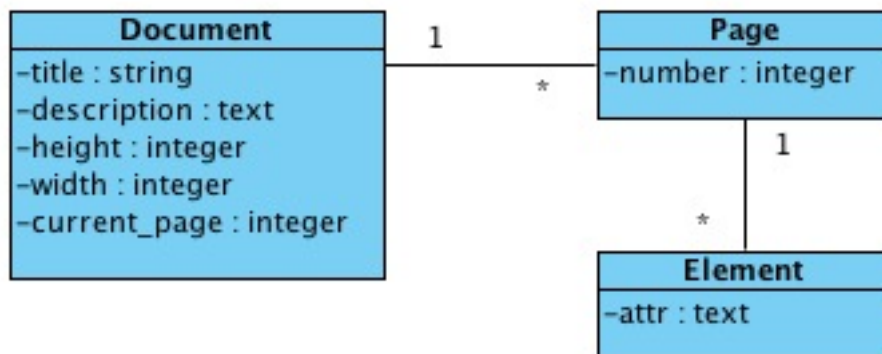 Document
-title : string
-description : text
-height : integer
-width : integer
-current_page : integer
1
*
Page
-number : integer
1
*
Element
-attr : text